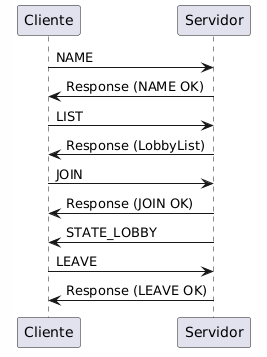 Cliente Servidor
NAME
Response (NAME OK)
LIST
Response (LobbyList)
JOIN
Response (JOIN OK)
STATE_LOBBY
LEAVE
Response (LEAVE OK)
Cliente Servidor